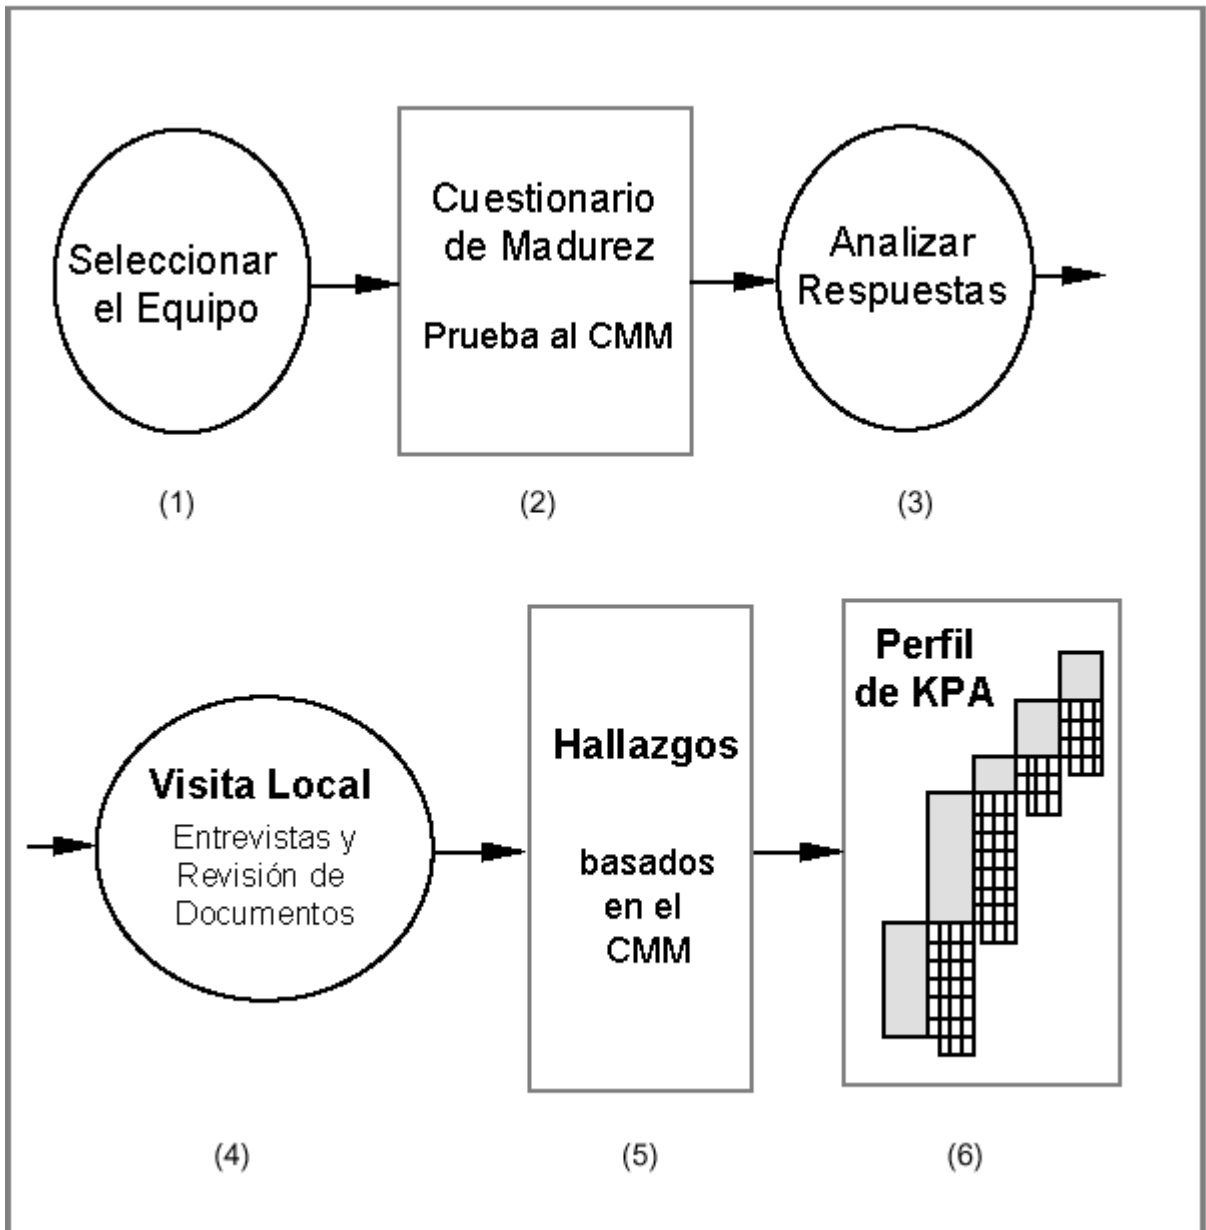 Seleccionar
el Equipo
Cuestionario
de Madurez
Prueba al CMM
Analizar
Respuestas
(1)
(2)
(3)
Visita Local
Entrevistas y
Revisión de
Documentos
Hallazgos
basados
en el
CMM
Perfil
de KPA
(4)
(5)
(6)